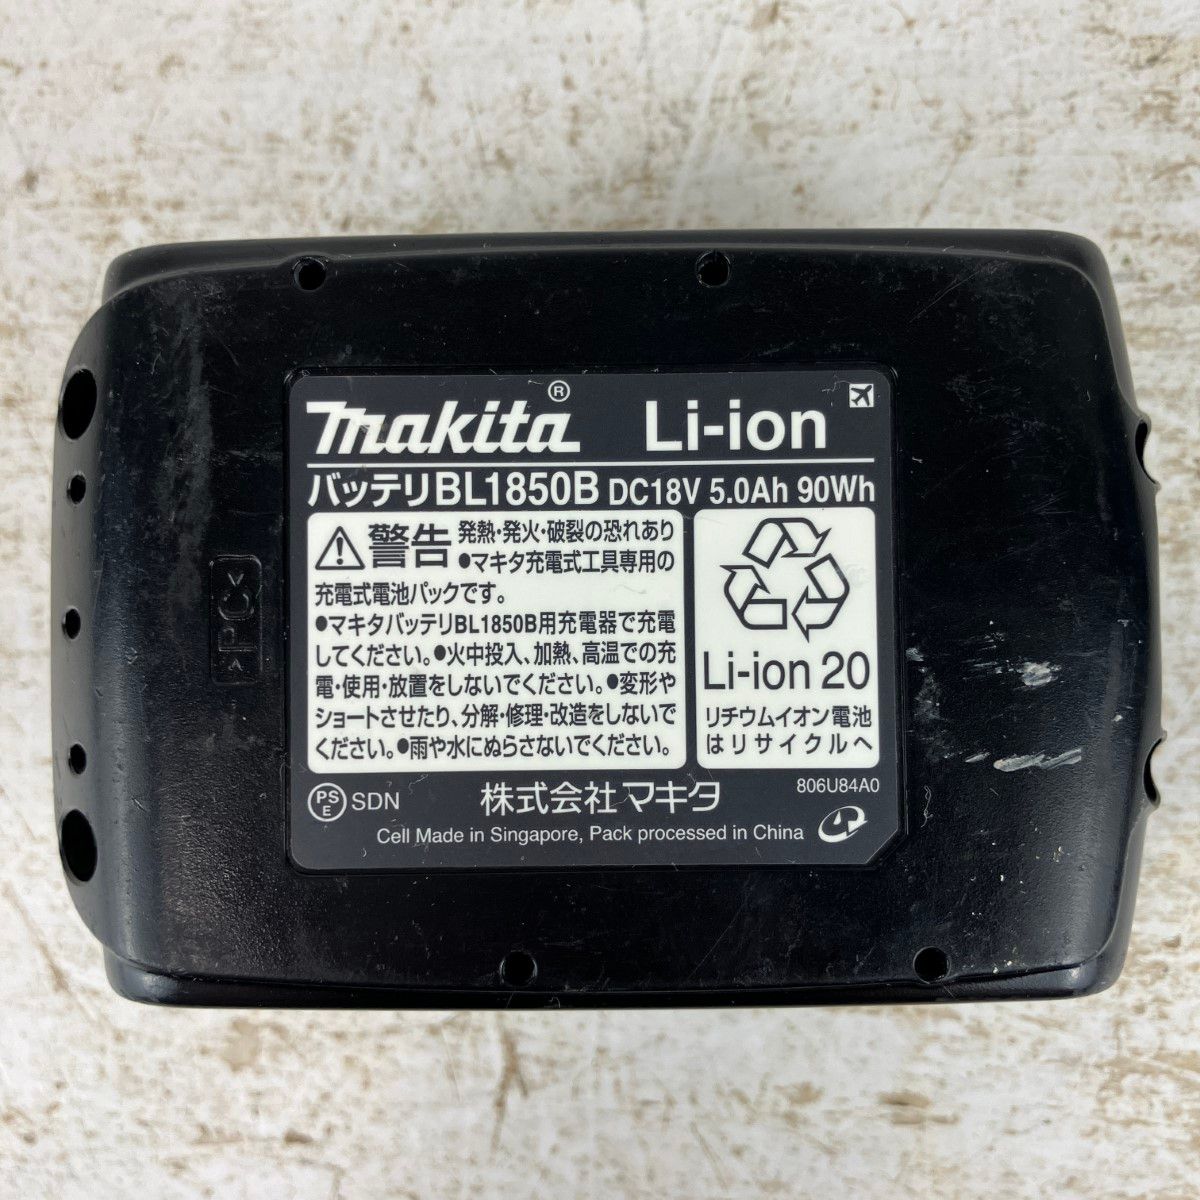 makita®
Li-ion
バッテリBL1850B DC18V 5.0Ah 90Wh
警告 発熱・発火・破裂の恐れあり
●マキタ充電式工具専用の
充電式電池パックです。
●マキタバッテリBL1850B用充電器で充電
してください。●火中投入、加熱、高温での充
電・使用・放置をしないでください。●変形や
ショートさせたり、分解・修理・改造をしないで
ください。●雨や水にぬらさないでください。
Li-ion 20
リチウムイオン電池
はリサイクルへ
PSE SDN 株式会社マキタ 806U84A0
Cell Made in Singapore, Pack processed in China
>PC<